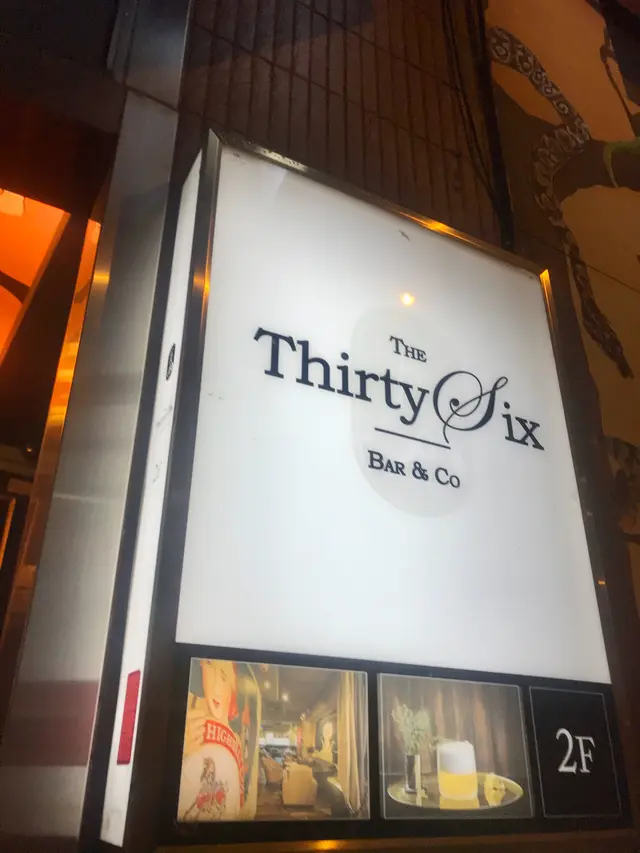 THE
ThirtySix
BAR & CO
2F